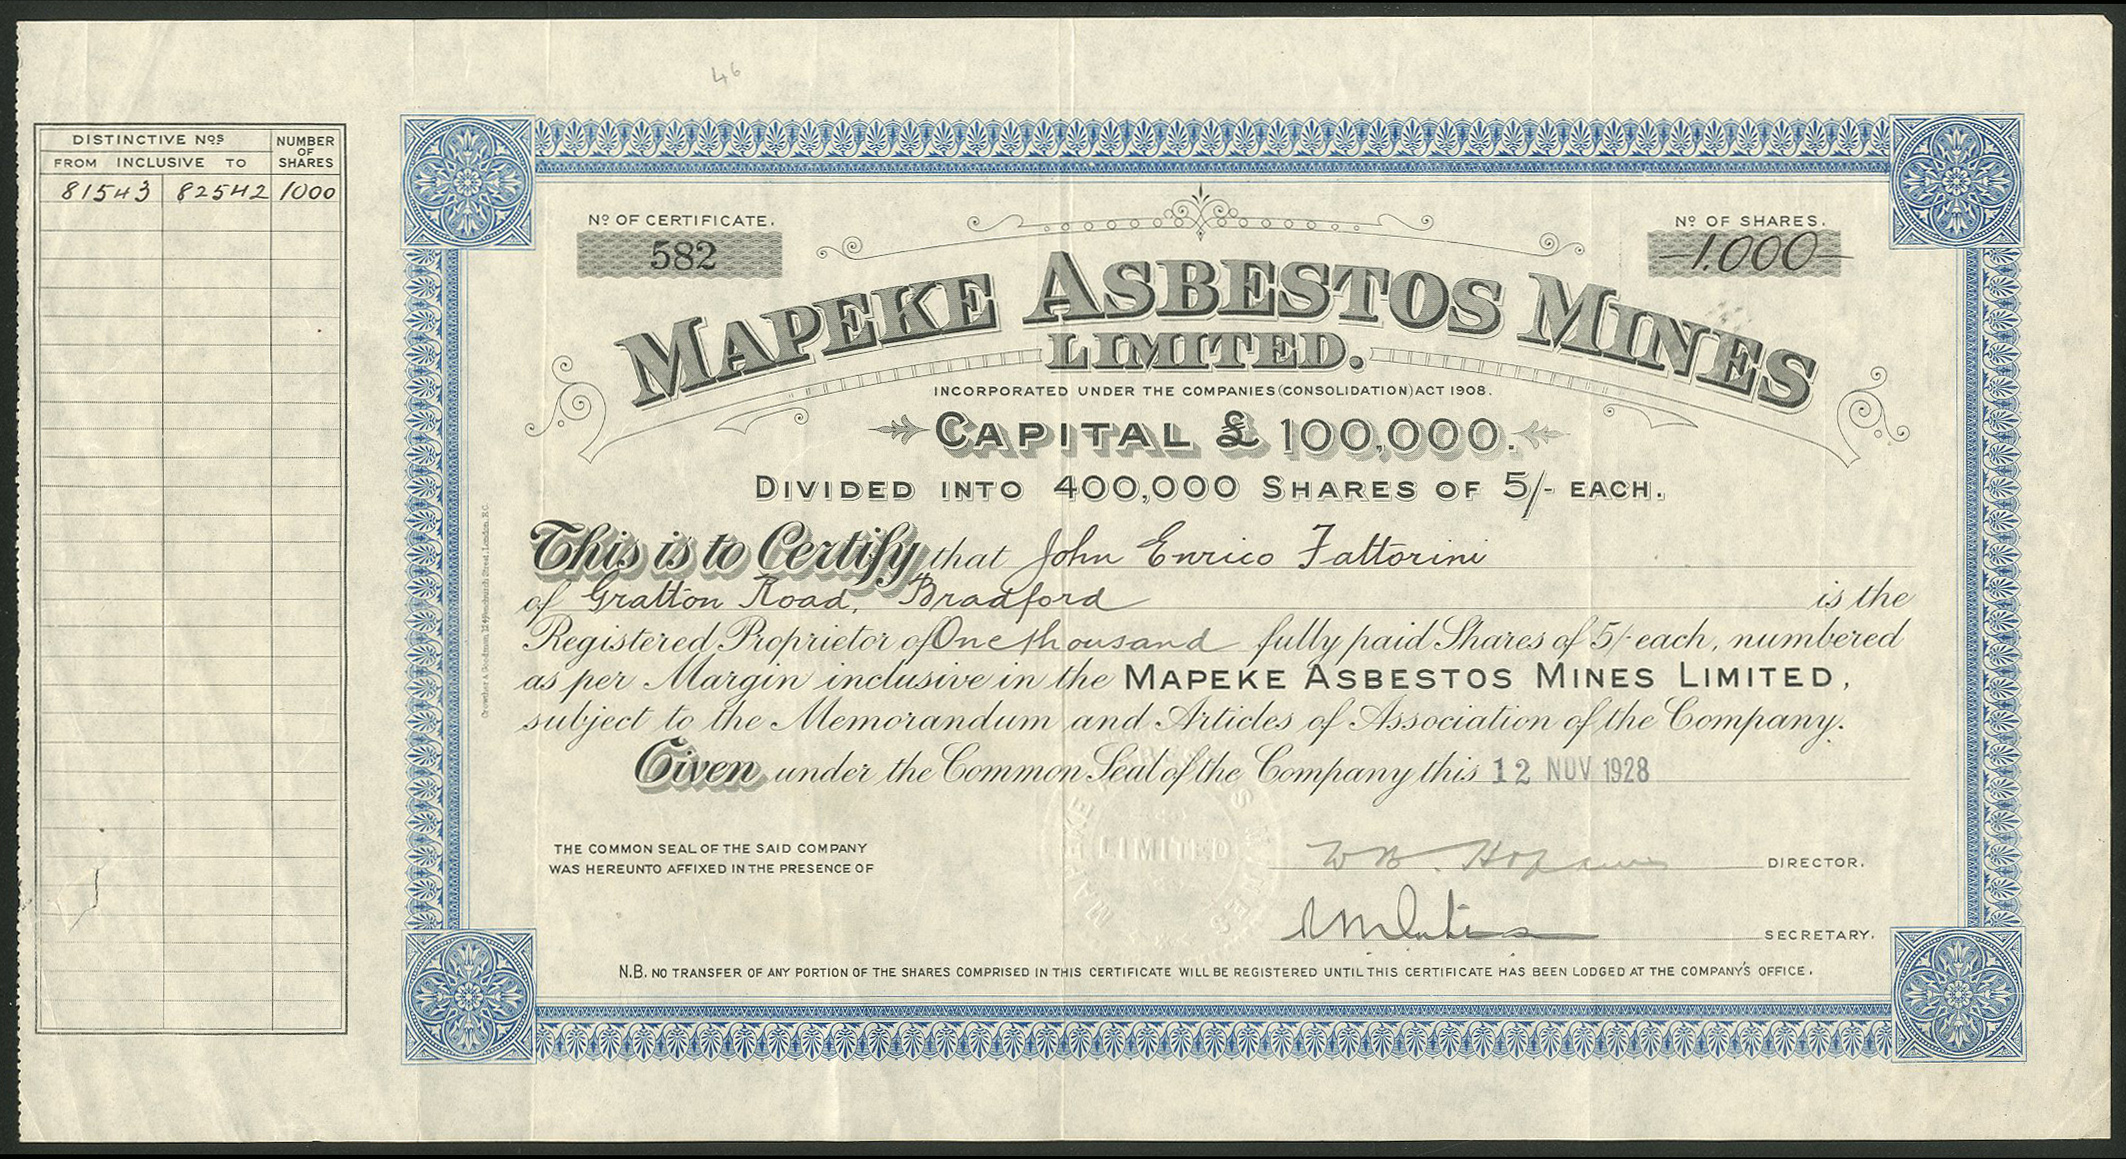 46
DISTINCTIVE Nos NUMBER OF SHARES
FROM INCLUSIVE TO
81543 82542 1000
No OF CERTIFICATE.
582
No OF SHARES.
1.000
MAPEKE ASBESTOS MINES
LIMITED.
INCORPORATED UNDER THE COMPANIES (CONSOLIDATION) ACT 1908.
CAPITAL £ 100,000.
DIVIDED INTO 400,000 SHARES OF 5/- EACH.
This is to Certify that John Enrico Fattorini
of Gratton Road, Bradford is the
Registered Proprietor of One thousand fully paid Shares of 5/- each, numbered
as per Margin inclusive in the MAPEKE ASBESTOS MINES LIMITED,
subject to the Memorandum and Articles of Association of the Company.
Given under the Common Seal of the Company this 12 NOV 1928
THE COMMON SEAL OF THE SAID COMPANY
WAS HEREUNTO AFFIXED IN THE PRESENCE OF
LIMITED
DIRECTOR.
SECRETARY.
N.B. NO TRANSFER OF ANY PORTION OF THE SHARES COMPRISED IN THIS CERTIFICATE WILL BE REGISTERED UNTIL THIS CERTIFICATE HAS BEEN LODGED AT THE COMPANY'S OFFICE.
Crowther & Goodman, 124, Fenchurch Street, London, E.C.